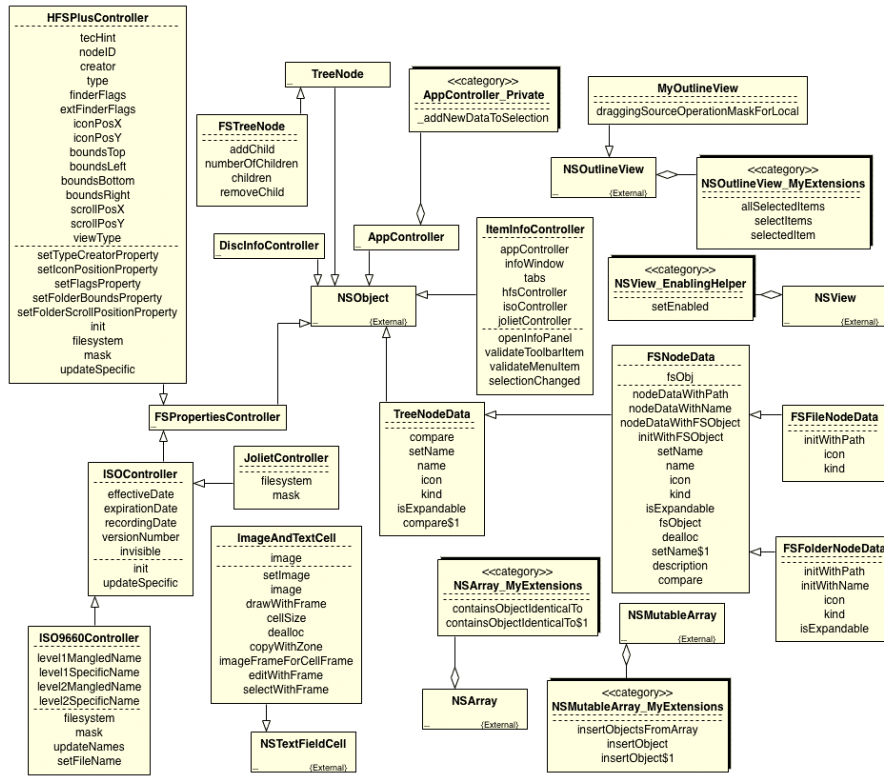 HFSPlusController
tecHint
nodeID
creator
type
finderFlags
extFinderFlags
iconPosX
iconPosY
boundsTop
boundsLeft
boundsBottom
boundsRight
scrollPosX
scrollPosY
viewType
setTypeCreatorProperty
setIconPositionProperty
setFlagsProperty
setFolderBoundsProperty
setFolderScrollPositionProperty
init
filesystem
mask
updateSpecific
TreeNode
FSTreeNode
addChild
numberOfChildren
children
removeChild
<<category>>
AppController_Private
_addNewDataToSelection
MyOutlineView
draggingSourceOperationMaskForLocal
NSOutlineView
{External}
<<category>>
NSOutlineView_MyExtensions
allSelectedItems
selectItems
selectedItem
DiscInfoController
AppController
ItemInfoController
appController
infoWindow
tabs
hfsController
isoController
jolietController
openInfoPanel
validateToolbarItem
validateMenuItem
selectionChanged
<<category>>
NSView_EnablingHelper
setEnabled
NSView
{External}
NSObject
{External}
FSPropertiesController
TreeNodeData
compare
setName
name
icon
kind
isExpandable
compare$1
FSNodeData
fsObj
nodeDataWithPath
nodeDataWithName
nodeDataWithFSObject
initWithFSObject
setName
name
icon
kind
isExpandable
fsObject
dealloc
setName$1
description
compare
FSFileNodeData
initWithPath
icon
kind
ISOController
effectiveDate
expirationDate
recordingDate
versionNumber
invisible
init
updateSpecific
JolietController
filesystem
mask
ImageAndTextCell
image
setImage
image
drawWithFrame
cellSize
dealloc
copyWithZone
imageFrameForCellFrame
editWithFrame
selectWithFrame
FSFolderNodeData
initWithPath
initWithName
icon
kind
isExpandable
<<category>>
NSArray_MyExtensions
containsObjectIdenticalTo
containsObjectIdenticalTo$1
NSMutableArray
{External}
ISO9660Controller
level1MangledName
level1SpecificName
level2MangledName
level2SpecificName
filesystem
mask
updateNames
setFileName
NSTextFieldCell
{External}
NSArray
{External}
<<category>>
NSMutableArray_MyExtensions
insertObjectsFromArray
insertObject
insertObject$1